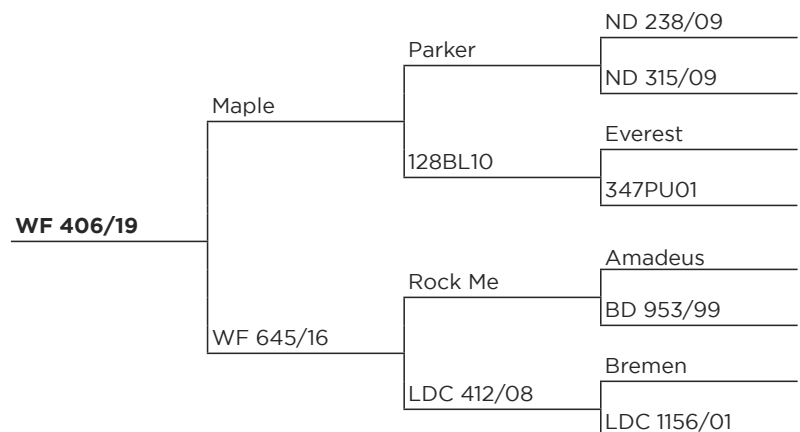 ND 238/09
Parker
ND 315/09
Maple
Everest
128BL10
347PU01
WF 406/19
Amadeus
Rock Me
BD 953/99
WF 645/16
Bremen
LDC 412/08
LDC 1156/01